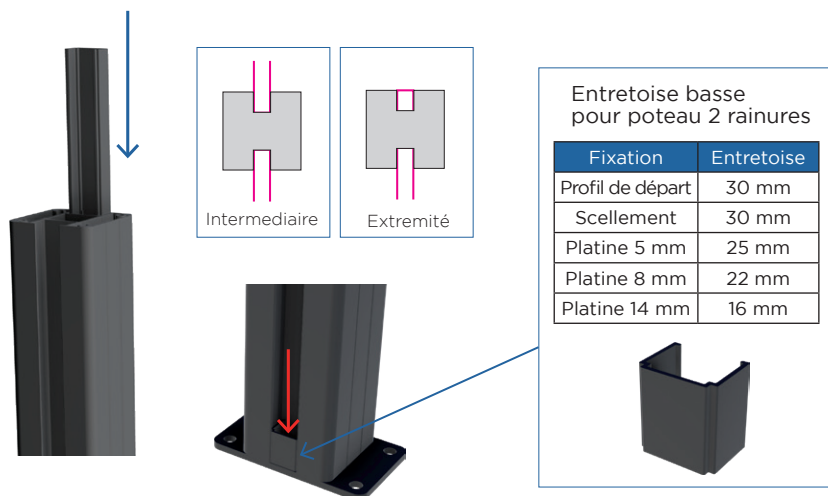 Intermediaire
Extremité
Entretoise basse
pour poteau 2 rainures
Fixation Entretoise
Profil de départ 30 mm
Scellement 30 mm
Platine 5 mm 25 mm
Platine 8 mm 22 mm
Platine 14 mm 16 mm